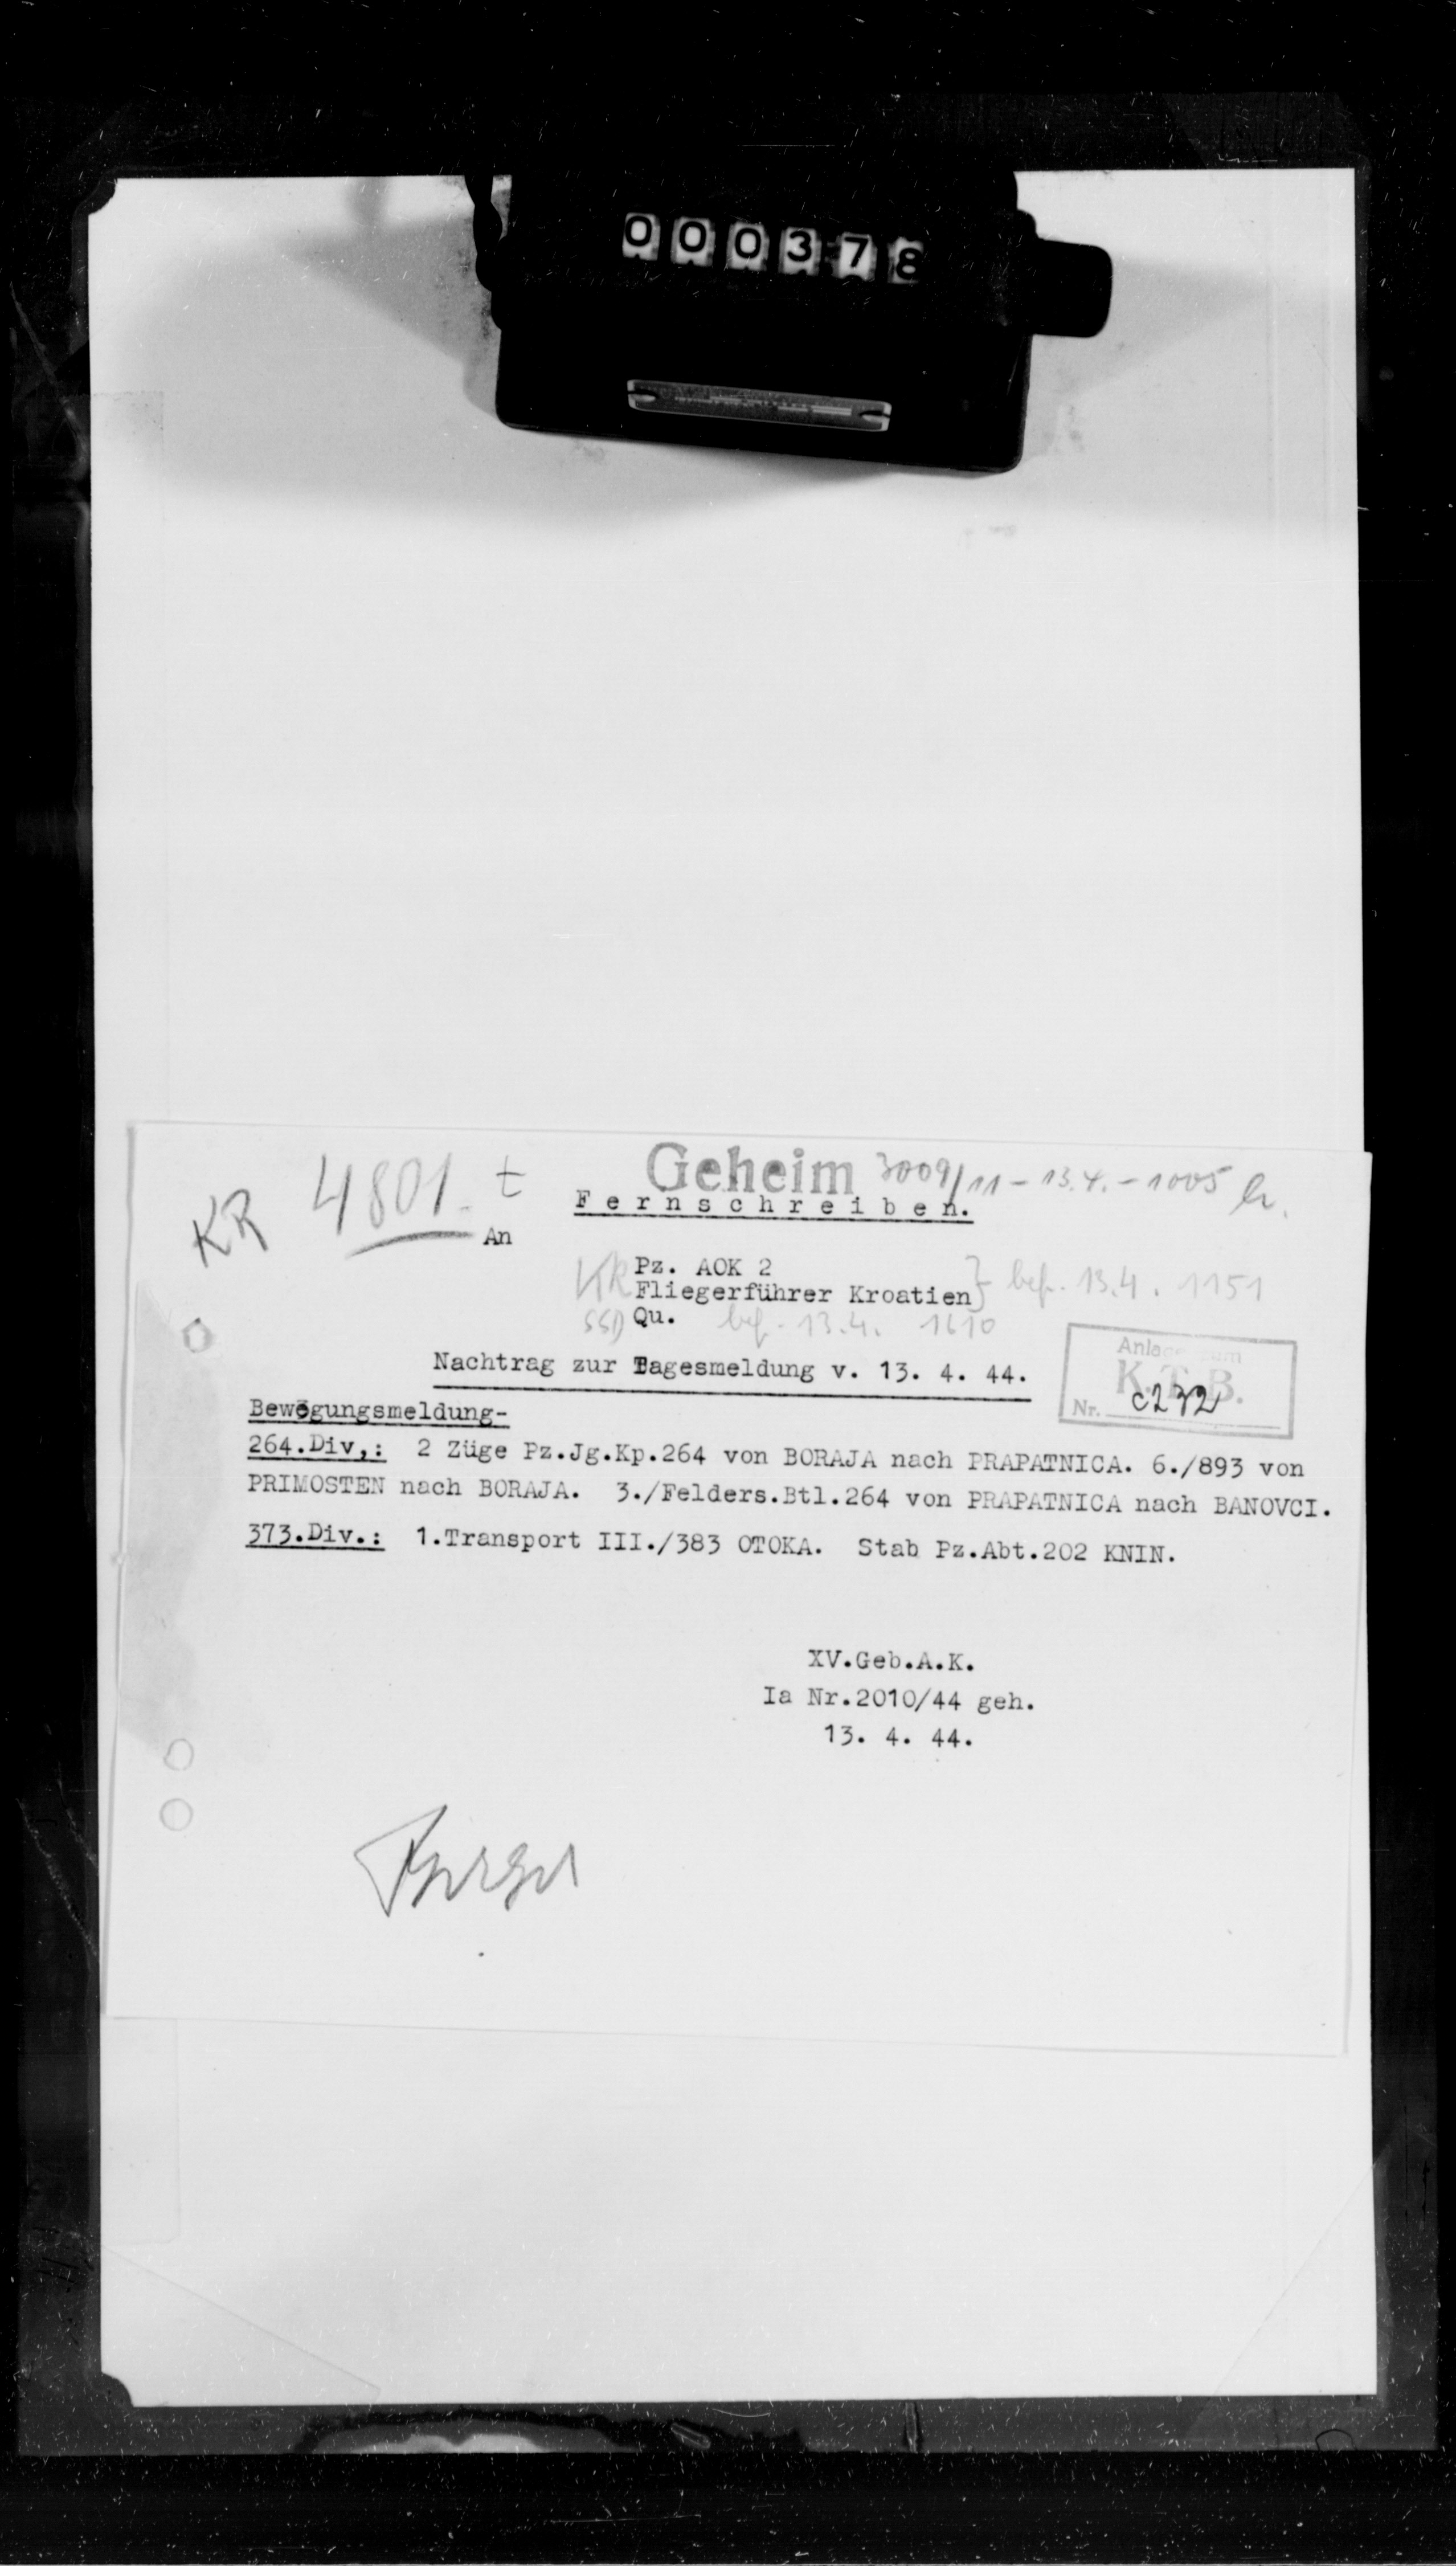 000378
Geheim 3009/11-13.4.-1005
KR 4801. t
Fernschreiben.
An
KR Pz. AOK 2
Fliegerführer Kroatien } bef. 13.4. 1151
SSD Qu. bef. 13.4. 1610
Nachtrag zur Tagesmeldung v. 13. 4. 44.
Anlage zum
K.T.B.
Nr. C232
Bewegungsmeldung-
264.Div,: 2 Züge Pz.Jg.Kp.264 von BORAJA nach PRAPATNICA. 6./893 von
PRIMOSTEN nach BORAJA. 3./Felders.Btl.264 von PRAPATNICA nach BANOVCI.
373.Div.: 1.Transport III./383 OTOKA. Stab Pz.Abt.202 KNIN.
XV.Geb.A.K.
Ia Nr.2010/44 geh.
13. 4. 44.